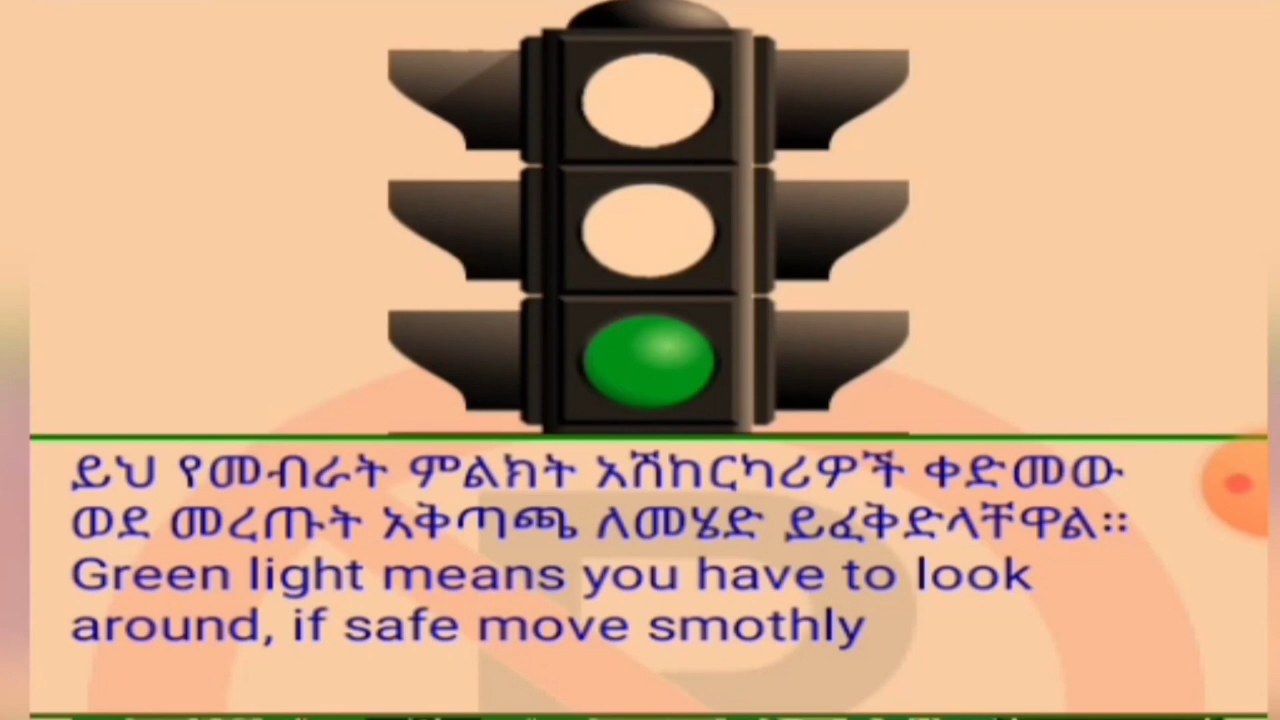 ይህ የመብራት ምልክት አሽከርካሪዎች ቀድመው
ወደ መረጡት አቅጣጫ ለመሄድ ይፈቅድላቸዋል።
Green light means you have to look
around, if safe move smothly